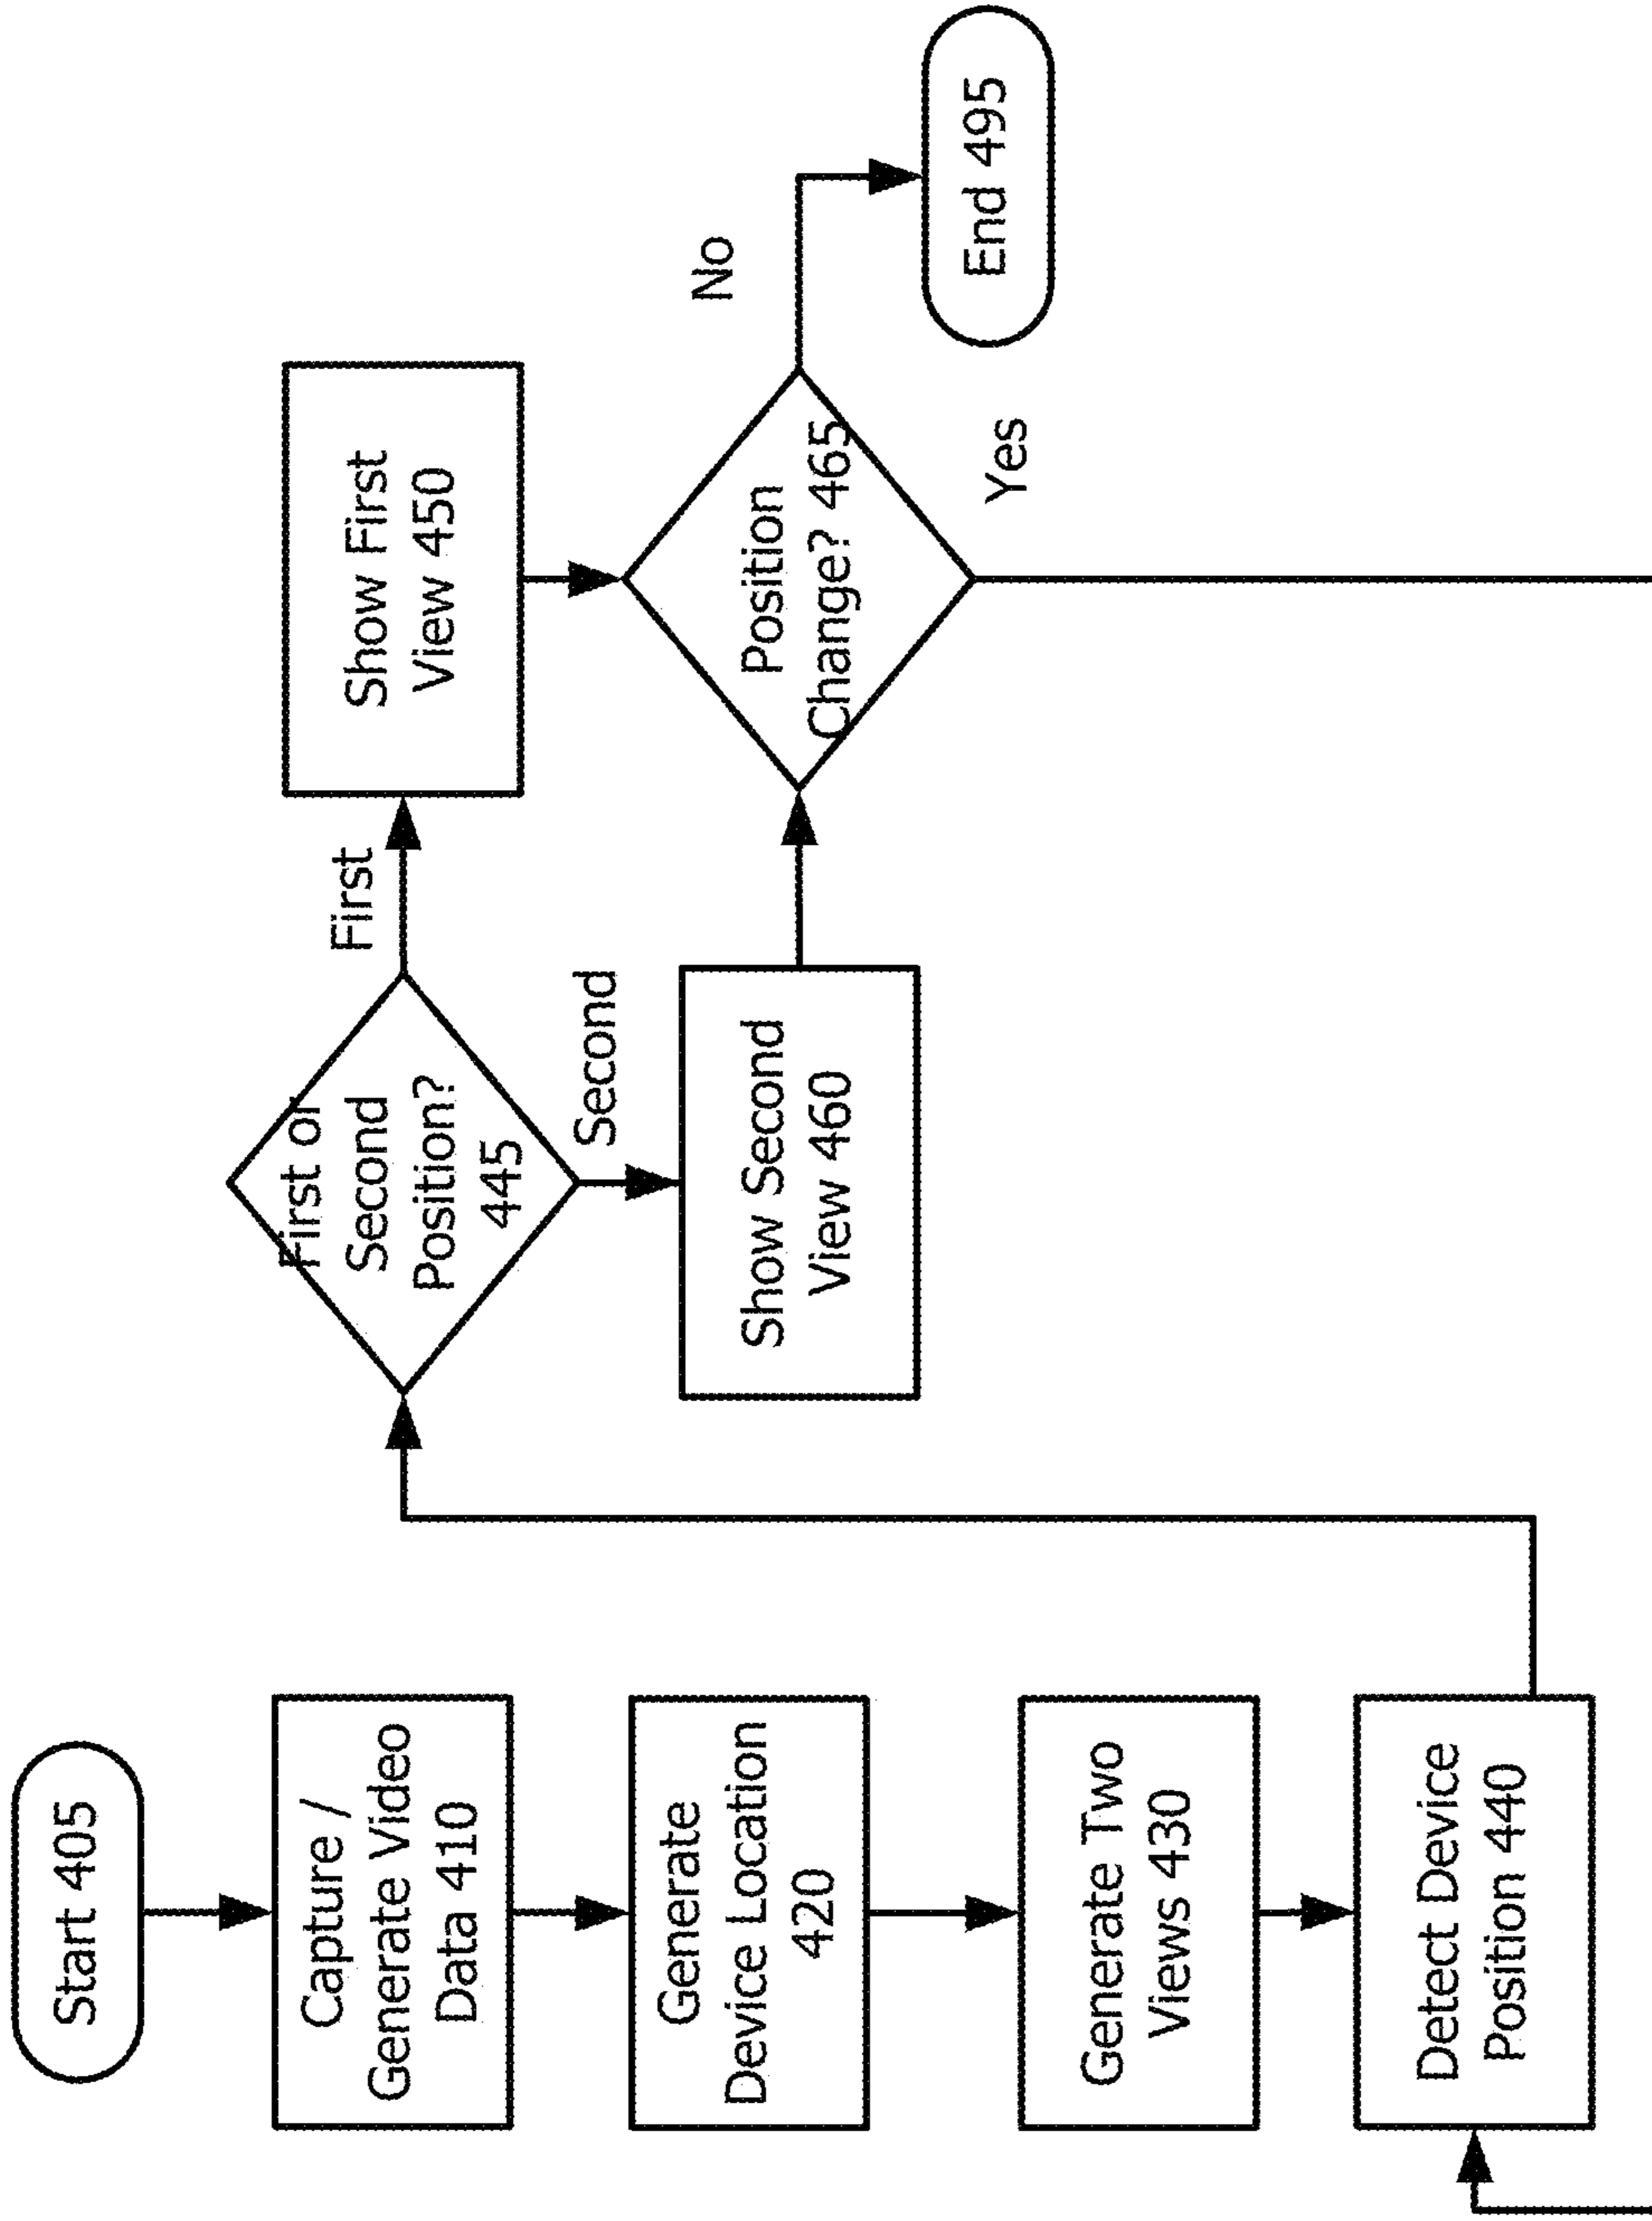 Start 405
Capture /
Generate Video
Data 410
Generate
Device Location
420
Generate Two
Views 430
Detect Device
Position 440
First or
Second
Position?
445
First
Second
Show First
View 450
Show Second
View 460
Position
Change? 465
No
Yes
End 495